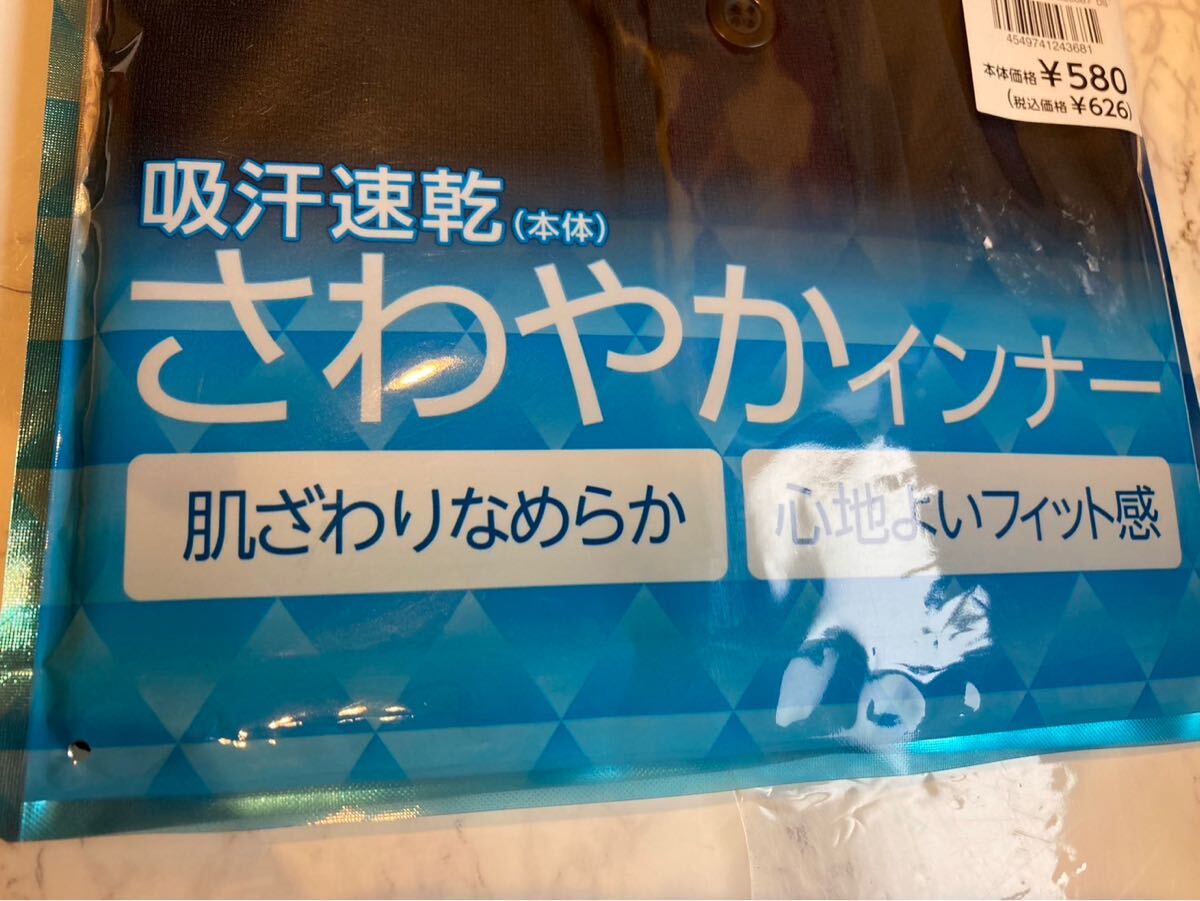 4549741243681
本体価格 ¥580
(税込価格 ¥626)
吸汗速乾(本体)
さわやかインナー
肌ざわりなめらか
心地よいフィット感